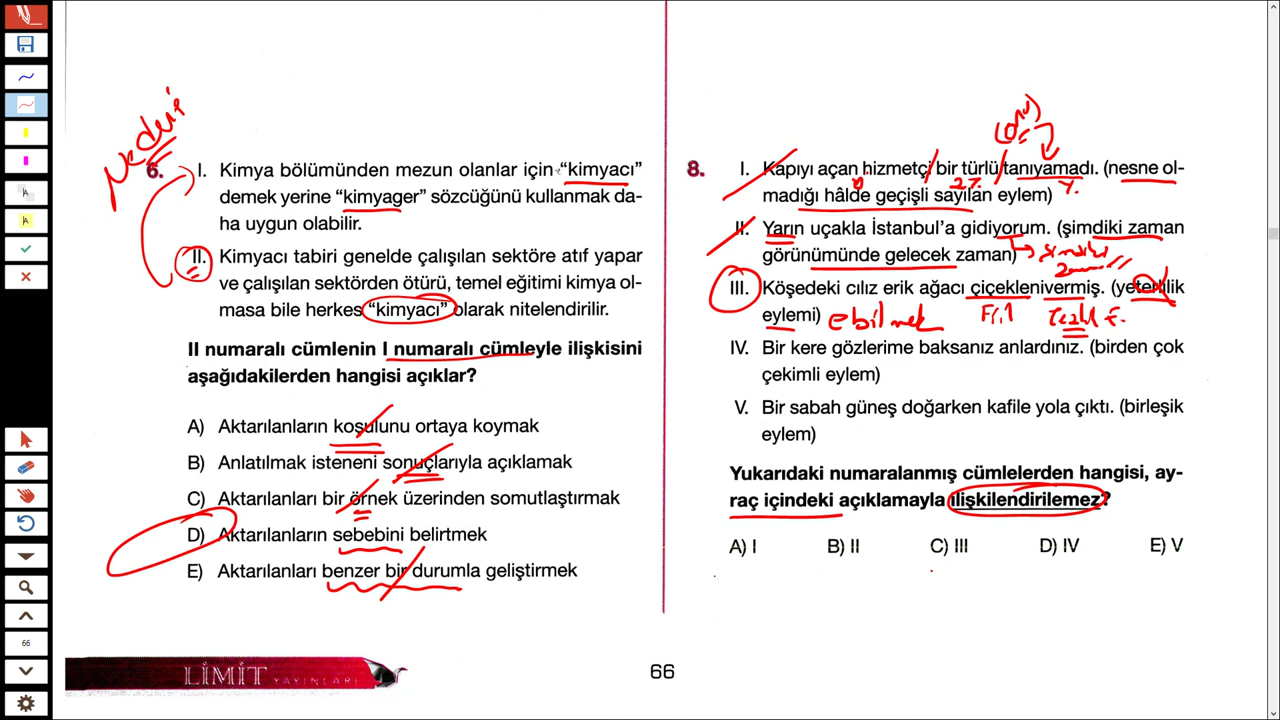 Nedeni
6.
I. Kimya bölümünden mezun olanlar için “kimyacı”
demek yerine “kimyager” sözcüğünü kullanmak da-
ha uygun olabilir.
II. Kimyacı tabiri genelde çalışılan sektöre atıf yapar
ve çalışılan sektörden ötürü, temel eğitimi kimya ol-
masa bile herkes “kimyacı” olarak nitelendirilir.
II numaralı cümlenin I numaralı cümleyle ilişkisini
aşağıdakilerden hangisi açıklar?
A) Aktarılanların koşulunu ortaya koymak
B) Anlatılmak isteneni sonuçlarıyla açıklamak
C) Aktarılanları bir örnek üzerinden somutlaştırmak
D) Aktarılanların sebebini belirtmek
E) Aktarılanları benzer bir durumla geliştirmek
LİMİT YAYINLARI
66
66
8.
(onu)
I. Kapıyı açan hizmetçi bir türlü tanıyamadı. (nesne ol-
ö z.t. y.
madığı hâlde geçişli sayılan eylem)
II. Yarın uçakla İstanbul’a gidiyorum. (şimdiki zaman
görünümünde gelecek zaman) şimdiki
zaman
III. Köşedeki cılız erik ağacı çiçeklenivermiş. (yeterlilik
eylemi) ebilmek Fiil Tezlik F.
IV. Bir kere gözlerime baksanız anlardınız. (birden çok
çekimli eylem)
V. Bir sabah güneş doğarken kafile yola çıktı. (birleşik
eylem)
Yukarıdaki numaralanmış cümlelerden hangisi, ay-
raç içindeki açıklamayla ilişkilendirilemez?
A) I B) II C) III D) IV E) V